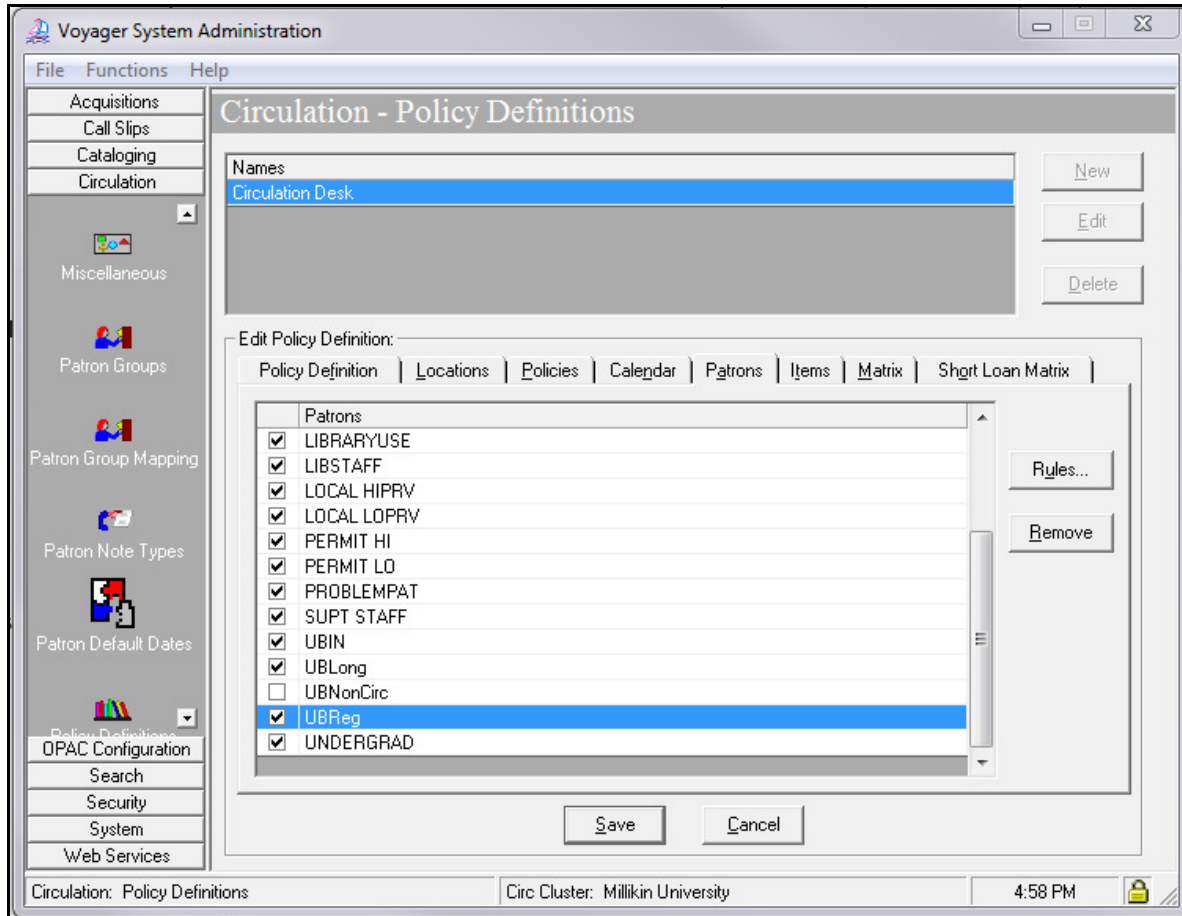 Voyager System Administration
File Functions Help
Acquisitions
Call Slips
Cataloging
Circulation
Miscellaneous
Patron Groups
Patron Group Mapping
Patron Note Types
Patron Default Dates
Policy Definitions
OPAC Configuration
Search
Security
System
Web Services
Circulation - Policy Definitions
Names
Circulation Desk
New
Edit
Delete
Edit Policy Definition:
Policy Definition Locations Policies Calendar Patrons Items Matrix Short Loan Matrix
Patrons
LIBRARYUSE
LIBSTAFF
LOCAL HIPRV
LOCAL LOPRV
PERMIT HI
PERMIT LO
PROBLEMPAT
SUPT STAFF
UBIN
UBLong
UBNonCirc
UBReg
UNDERGRAD
Rules...
Remove
Save Cancel
Circulation: Policy Definitions Circ Cluster: Millikin University 4:58 PM